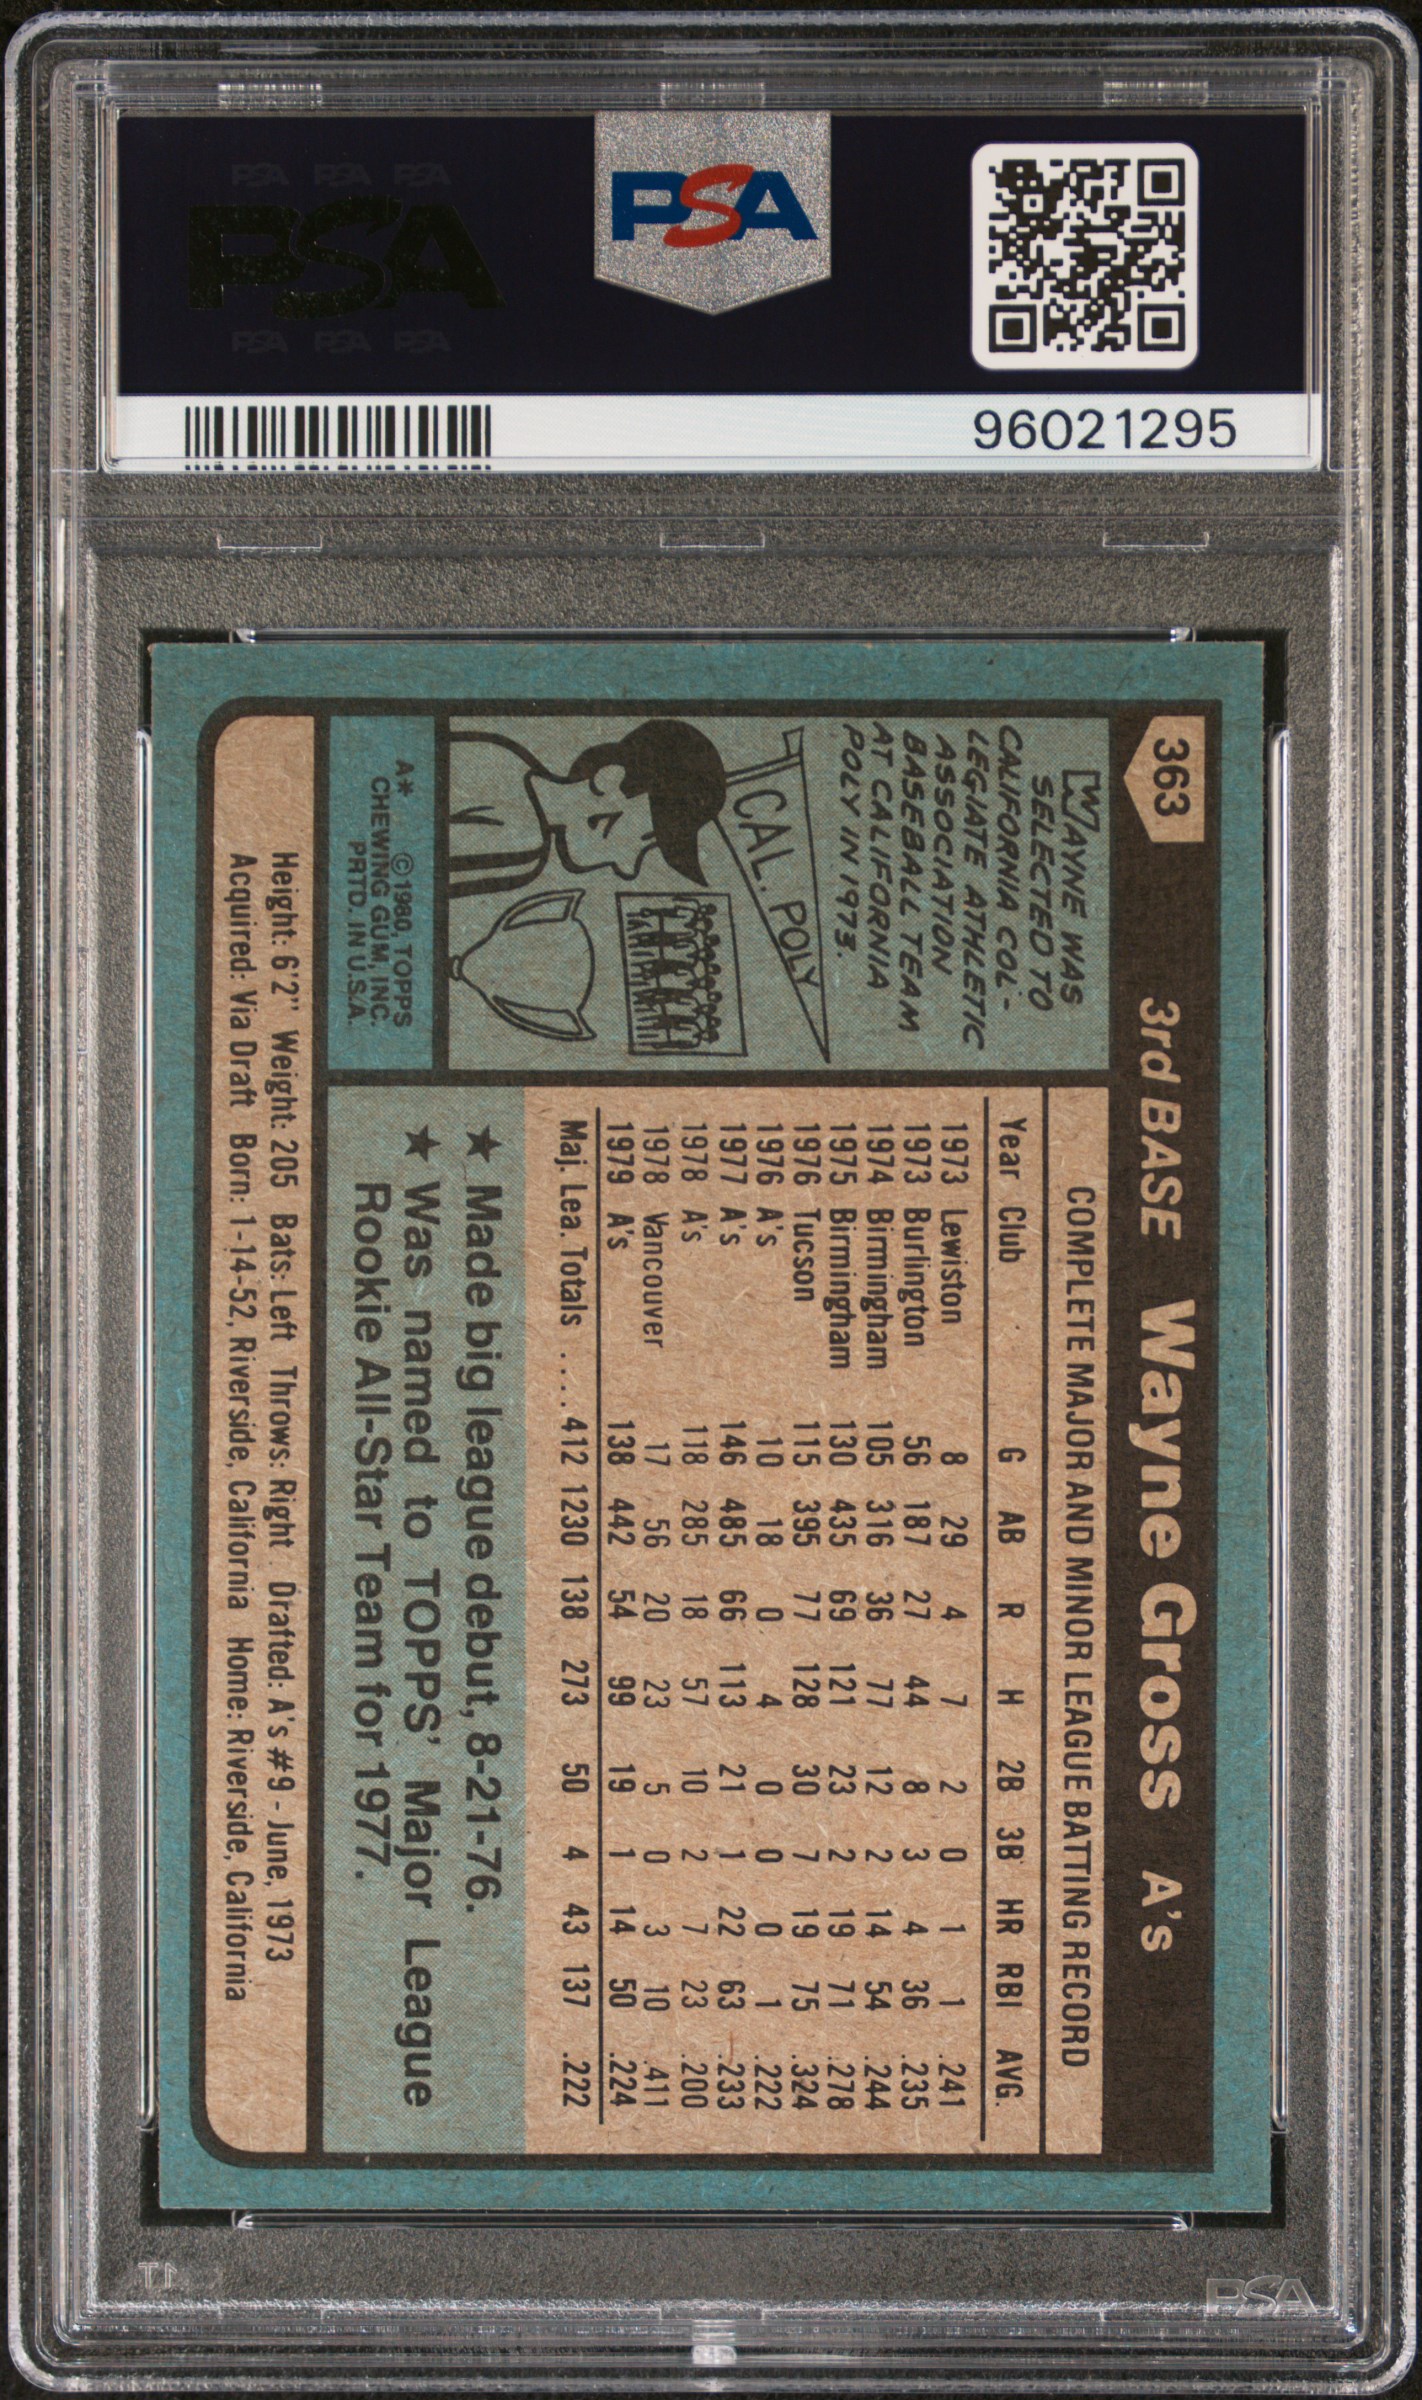 PSA PSA PSA
PSA
PSA PSA PSA
PSA
96021295
363 3rd BASE Wayne Gross A's
WAYNE WAS
SELECTED TO
CALIFORNIA COL-
LEGIATE ATHLETIC
ASSOCIATION
BASEBALL TEAM
AT CALIFORNIA
POLY IN 1973.
CAL. POLY
A* ©1980, TOPPS
CHEWING GUM, INC.
PRTD. IN U.S.A.
COMPLETE MAJOR AND MINOR LEAGUE BATTING RECORD
Year Club G AB R H 2B 3B HR RBI AVG.
1973 Lewiston 8 29 4 7 2 0 1 1 .241
1973 Burlington 56 187 27 44 8 3 4 36 .235
1974 Birmingham 105 316 36 77 12 2 14 54 .244
1975 Birmingham 130 435 69 121 23 2 19 71 .278
1976 Tucson 115 395 77 128 30 7 19 75 .324
1976 A's 10 18 0 4 0 0 0 1 .222
1977 A's 146 485 66 113 21 1 22 63 .233
1978 A's 118 285 18 57 10 2 7 23 .200
1978 Vancouver 17 56 20 23 5 0 3 10 .411
1979 A's 138 442 54 99 19 1 14 50 .224
Maj. Lea. Totals .... 412 1230 138 273 50 4 43 137 .222
★ Made big league debut, 8-21-76.
★ Was named to TOPPS' Major League
Rookie All-Star Team for 1977.
Height: 6'2" Weight: 205 Bats: Left Throws: Right Drafted: A's #9 - June, 1973
Acquired: Via Draft Born: 1-14-52, Riverside, California Home: Riverside, California
PSA